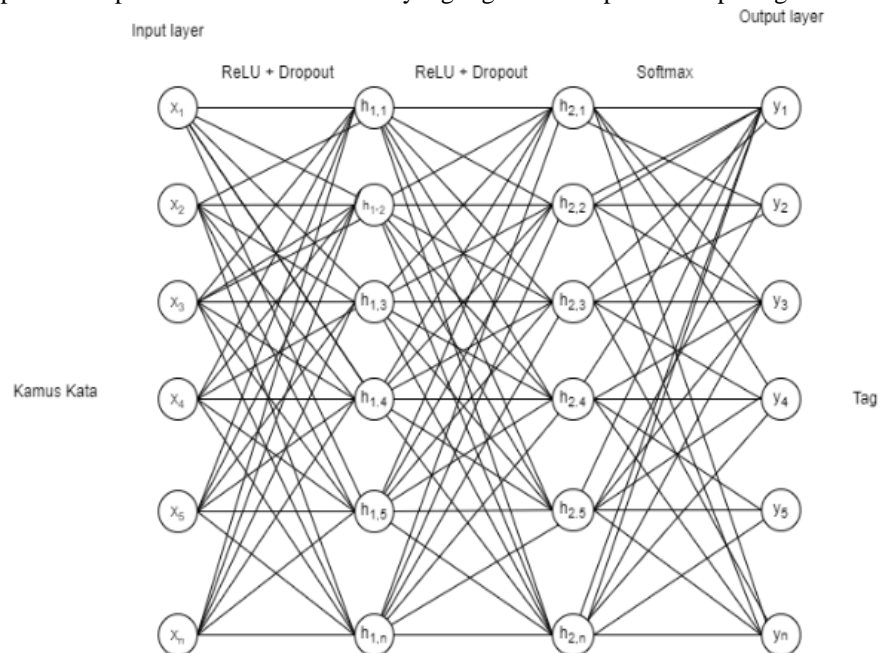 Output layer
Input layer
ReLU + Dropout ReLU + Dropout Softmax
x1 h1,1 h2,1 y1
x2 h1-2 h2,2 y2
x3 h1,3 h2,3 y3
Kamus Kata x4 h1.4 h2.4 y4 Tag
x5 h1,5 h2.5 y5
xn h1,n h2,n yn